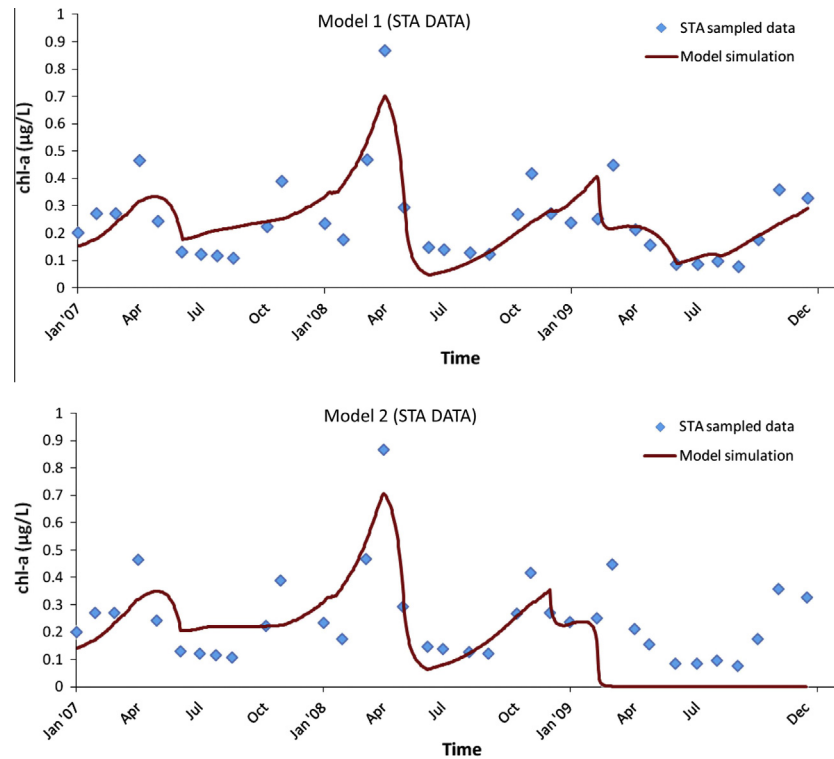 Model 1 (STA DATA)
STA sampled data
Model simulation
chl-a (µg/L)
1
0.9
0.8
0.7
0.6
0.5
0.4
0.3
0.2
0.1
0
Jan '07
Apr
Jul
Oct
Jan '08
Apr
Jul
Oct
Jan '09
Apr
Jul
Dec
Time
Model 2 (STA DATA)
STA sampled data
Model simulation
chl-a (µg/L)
1
0.9
0.8
0.7
0.6
0.5
0.4
0.3
0.2
0.1
0
Jan '07
Apr
Jul
Oct
Jan '08
Apr
Jul
Oct
Jan '09
Apr
Jul
Dec
Time